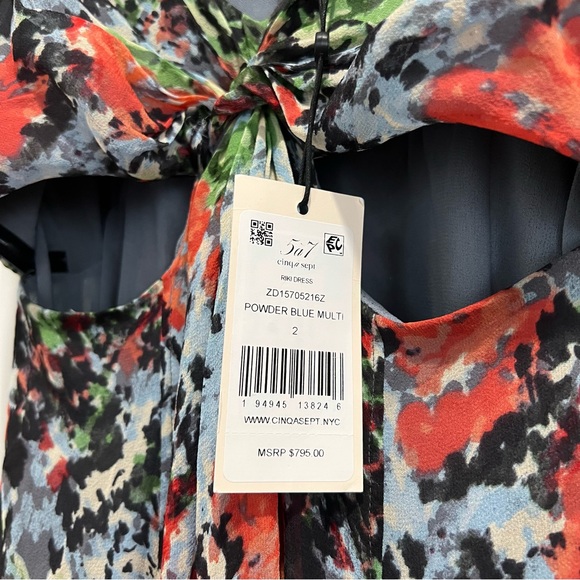 5à7
cinq à sept
RIKI DRESS
ZD15705216Z
POWDER BLUE MULTI
2
1 94945 13824 6
WWW.CINQASEPT.NYC
MSRP $795.00